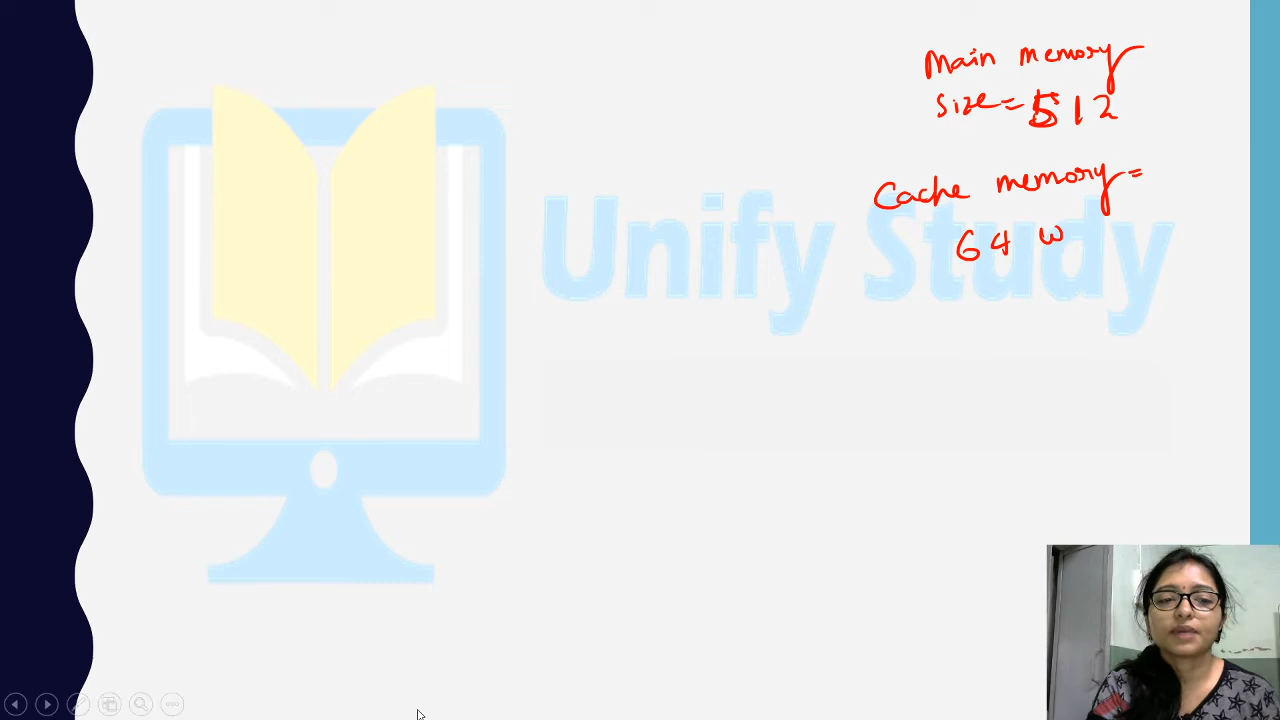 Main memory
Size = 512
Cache memory =
64 w
Unify Study